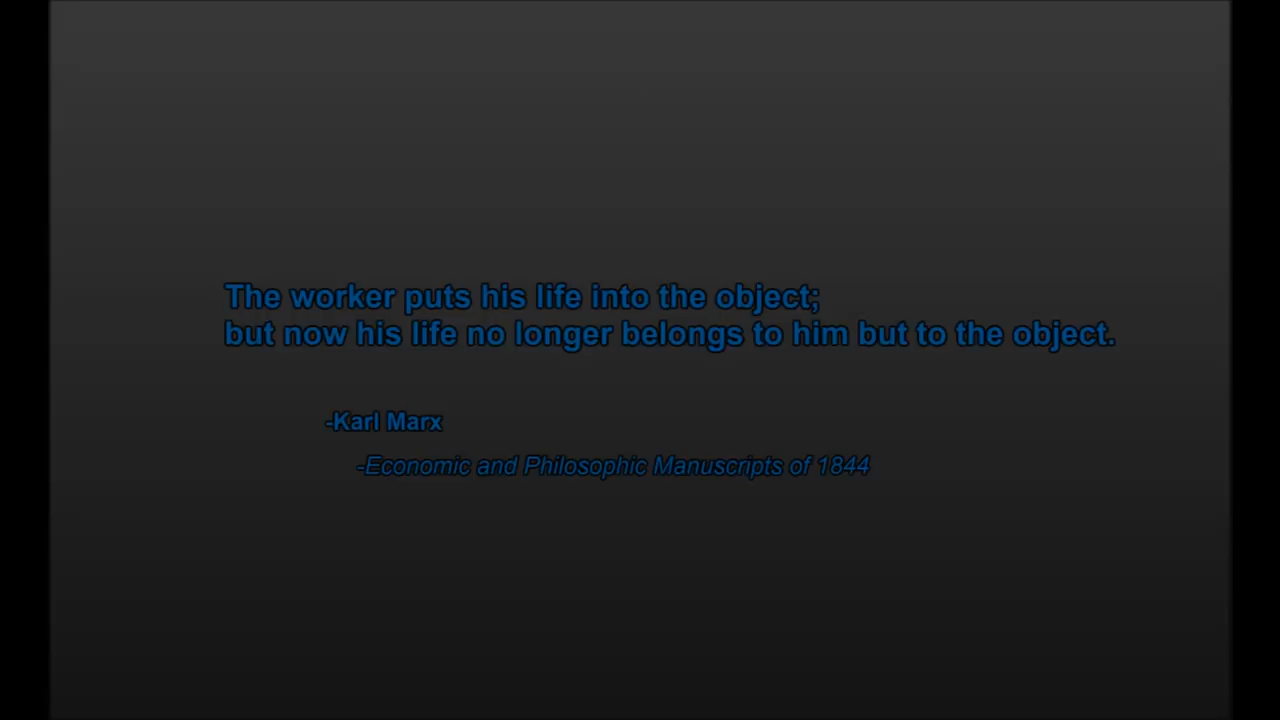 The worker puts his life into the object;
but now his life no longer belongs to him but to the object.
-Karl Marx
-Economic and Philosophic Manuscripts of 1844